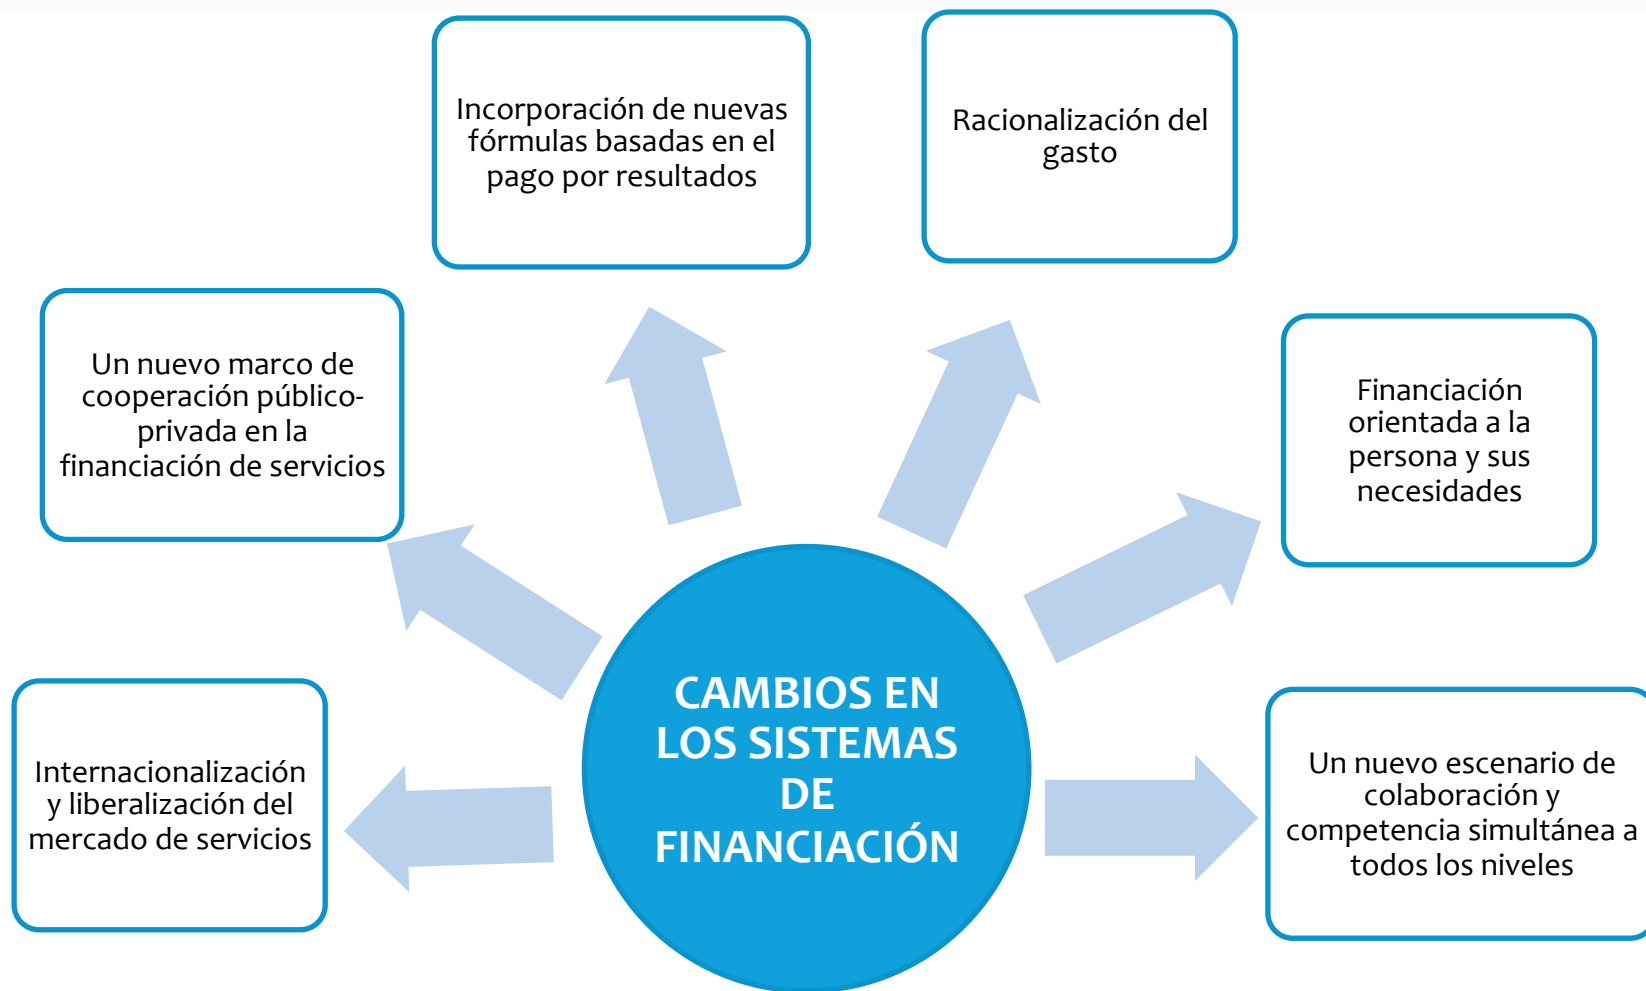 Incorporación de nuevas
fórmulas basadas en el
pago por resultados
Racionalización del
gasto
Un nuevo marco de
cooperación público-
privada en la
financiación de servicios
Financiación
orientada a la
persona y sus
necesidades
Internacionalización
y liberalización del
mercado de servicios
CAMBIOS EN
LOS SISTEMAS
DE
FINANCIACIÓN
Un nuevo escenario de
colaboración y
competencia simultánea a
todos los niveles